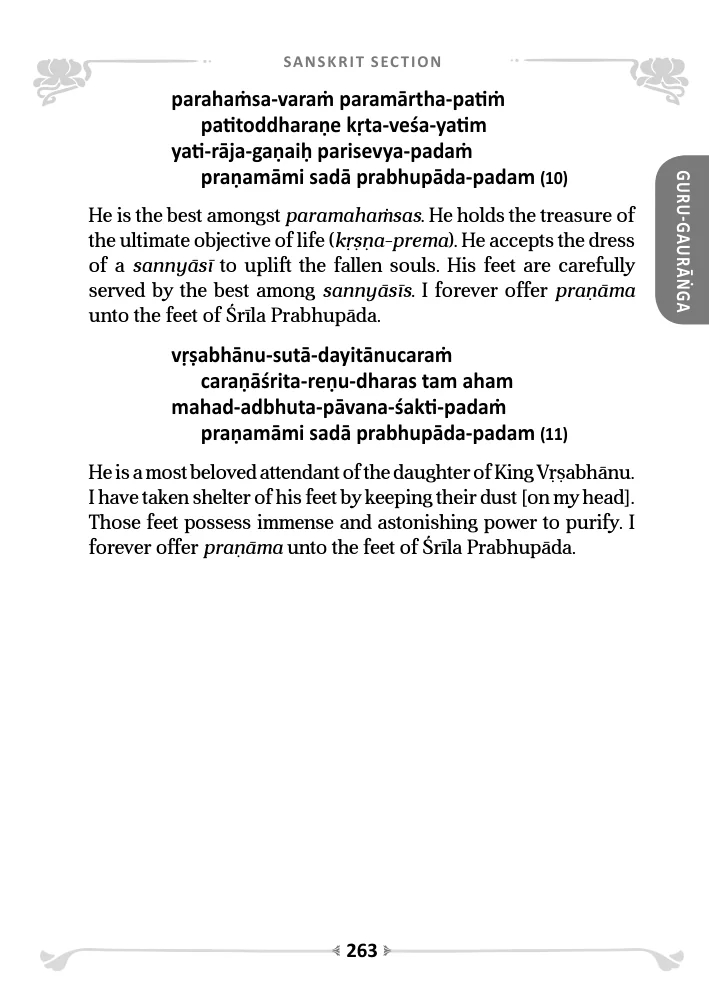 SANSKRIT SECTION
parahaṁsa-varaṁ paramārtha-patiṁ
patitoddharaṇe kṛta-veśa-yatim
yati-rāja-gaṇaiḥ parisevya-padaṁ
praṇamāmi sadā prabhupāda-padam (10)
He is the best amongst paramahaṁsas. He holds the treasure of
the ultimate objective of life (kṛṣṇa-prema). He accepts the dress
of a sannyāsī to uplift the fallen souls. His feet are carefully
served by the best among sannyāsīs. I forever offer praṇāma
unto the feet of Śrīla Prabhupāda.
vṛṣabhānu-sutā-dayitānucaraṁ
caraṇāśrita-reṇu-dharas tam aham
mahad-adbhuta-pāvana-śakti-padaṁ
praṇamāmi sadā prabhupāda-padam (11)
He is a most beloved attendant of the daughter of King Vṛṣabhānu.
I have taken shelter of his feet by keeping their dust [on my head].
Those feet possess immense and astonishing power to purify. I
forever offer praṇāma unto the feet of Śrīla Prabhupāda.
GURU-GAURĀṄGA
263